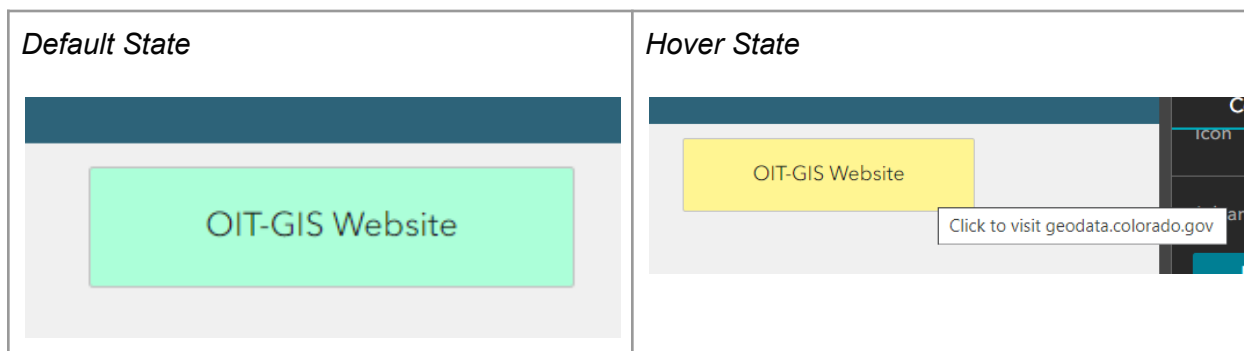 Default State
Hover State
OIT-GIS Website
OIT-GIS Website
Click to visit geodata.colorado.gov
C
Icon